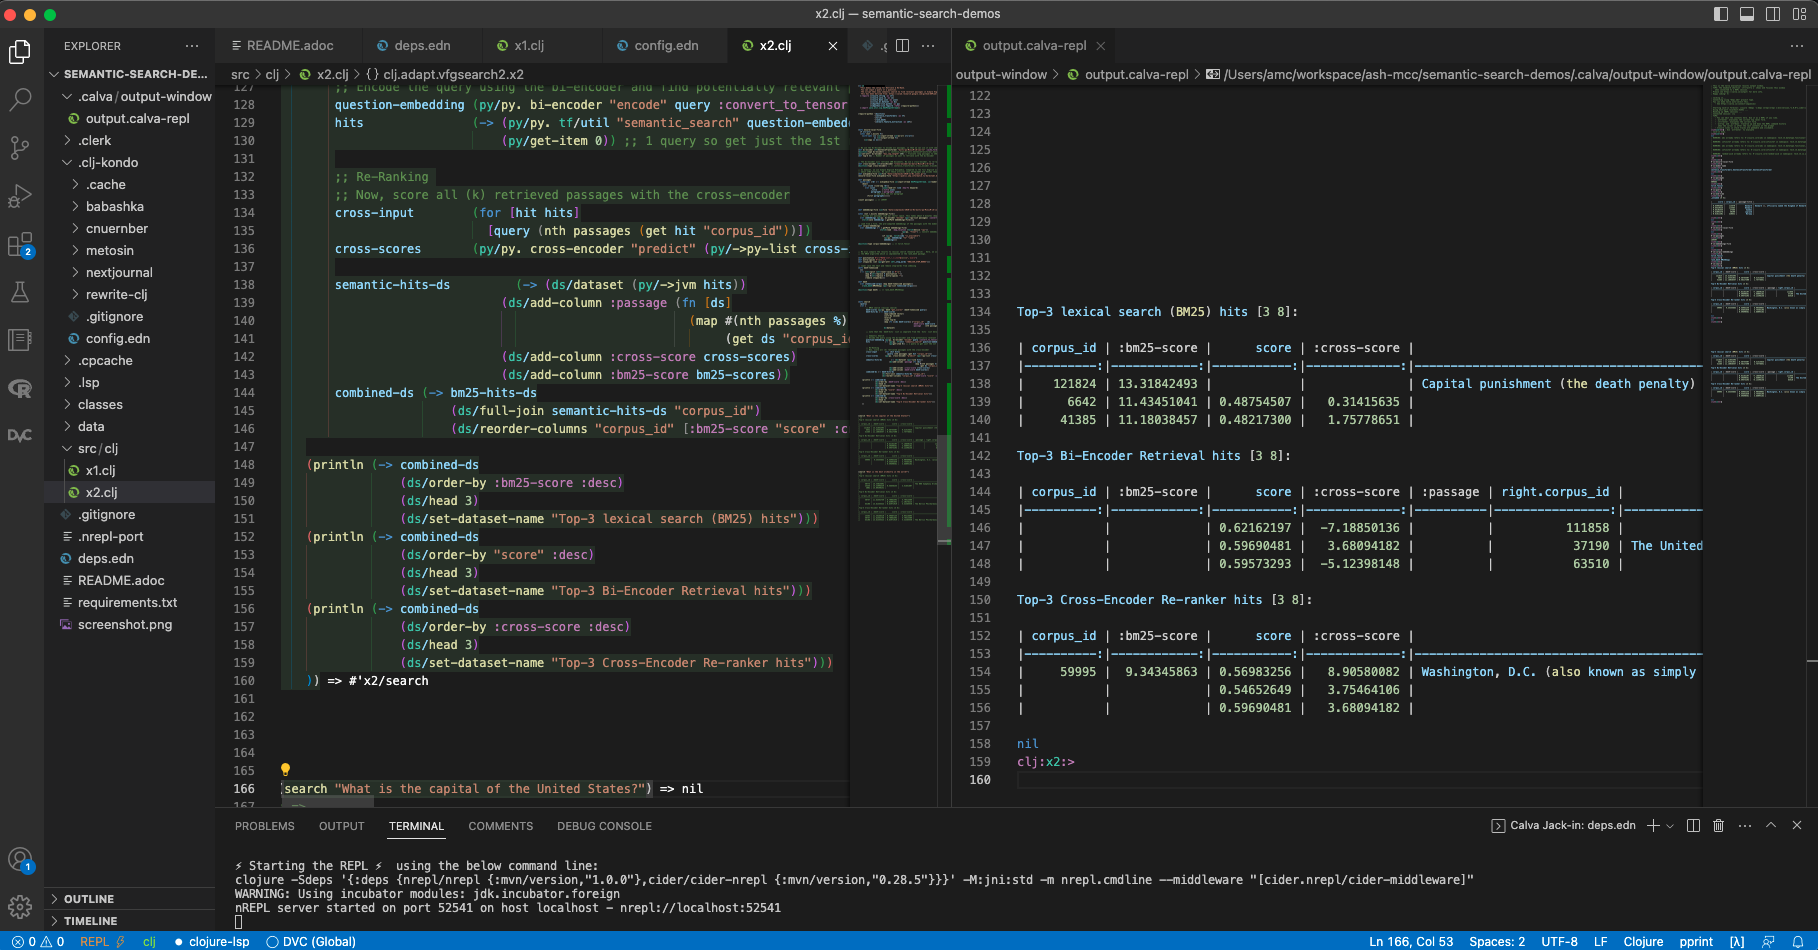 x2.clj — semantic-search-demos
EXPLORER
SEMANTIC-SEARCH-DE...
.calva/output-window
output.calva-repl
.clerk
.clj-kondo
.cache
babashka
cnuernber
metosin
nextjournal
rewrite-clj
.gitignore
config.edn
.cpcache
.lsp
classes
data
src/clj
x1.clj
x2.clj
.gitignore
.nrepl-port
deps.edn
README.adoc
requirements.txt
screenshot.png
OUTLINE
TIMELINE
2
1
README.adoc deps.edn x1.clj config.edn x2.clj
src > clj > x2.clj > {} clj.adapt.vfgsearch2.x2
127 ;; Encode the query using the bi-encoder and find potentially relevant
128 question-embedding (py/py. bi-encoder "encode" query :convert_to_tensor
129 hits (-> (py/py. tf/util "semantic_search" question-embed
130 (py/get-item 0)) ;; 1 query so get just the 1st
131
132 ;; Re-Ranking
133 ;; Now, score all (k) retrieved passages with the cross-encoder
134 cross-input (for [hit hits]
135 [query (nth passages (get hit "corpus_id"))])
136 cross-scores (py/py. cross-encoder "predict" (py/->py-list cross-
137
138 semantic-hits-ds (-> (ds/dataset (py/->jvm hits))
139 (ds/add-column :passage (fn [ds]
140 (map #(nth passages %)
141 (get ds "corpus_id
142 (ds/add-column :cross-score cross-scores)
143 (ds/add-column :bm25-score bm25-scores))
144 combined-ds (-> bm25-hits-ds
145 (ds/full-join semantic-hits-ds "corpus_id")
146 (ds/reorder-columns "corpus_id" [:bm25-score "score" :c
147
148 (println (-> combined-ds
149 (ds/order-by :bm25-score :desc)
150 (ds/head 3)
151 (ds/set-dataset-name "Top-3 lexical search (BM25) hits")))
152 (println (-> combined-ds
153 (ds/order-by "score" :desc)
154 (ds/head 3)
155 (ds/set-dataset-name "Top-3 Bi-Encoder Retrieval hits")))
156 (println (-> combined-ds
157 (ds/order-by :cross-score :desc)
158 (ds/head 3)
159 (ds/set-dataset-name "Top-3 Cross-Encoder Re-ranker hits")))
160 )) => #'x2/search
161
162
163
164
165
166 (search "What is the capital of the United States?") => nil
167
output.calva-repl
output-window > output.calva-repl > /Users/amc/workspace/ash-mcc/semantic-search-demos/.calva/output-window/output.calva-repl
122
123
124
125
126
127
128
129
130
131
132
133
134 Top-3 lexical search (BM25) hits [3 8]:
135
136 | corpus_id | :bm25-score | score | :cross-score |
137 |----------:|------------:|-----------:|-------------:|----------------------------------------
138 | 121824 | 13.31842493 | | | Capital punishment (the death penalty)
139 | 6642 | 11.43451041 | 0.48754507 | 0.31415635 |
140 | 41385 | 11.18038457 | 0.48217300 | 1.75778651 |
141
142 Top-3 Bi-Encoder Retrieval hits [3 8]:
143
144 | corpus_id | :bm25-score | score | :cross-score | :passage | right.corpus_id |
145 |----------:|------------:|-----------:|-------------:|----------|----------------:|-----------
146 | | | 0.62162197 | -7.18850136 | | 111858 |
147 | | | 0.59690481 | 3.68094182 | | 37190 | The United
148 | | | 0.59573293 | -5.12398148 | | 63510 |
149
150 Top-3 Cross-Encoder Re-ranker hits [3 8]:
151
152 | corpus_id | :bm25-score | score | :cross-score |
153 |----------:|------------:|-----------:|-------------:|----------------------------------------
154 | 59995 | 9.34345863 | 0.56983256 | 8.90580082 | Washington, D.C. (also known as simply
155 | | | 0.54652649 | 3.75464106 |
156 | | | 0.59690481 | 3.68094182 |
157
158 nil
159 clj:x2:>
160
PROBLEMS OUTPUT TERMINAL COMMENTS DEBUG CONSOLE
Calva Jack-in: deps.edn
⚡ Starting the REPL ⚡ using the below command line:
clojure -Sdeps '{:deps {nrepl/nrepl {:mvn/version,"1.0.0"},cider/cider-nrepl {:mvn/version,"0.28.5"}}}' -M:jni:std -m nrepl.cmdline --middleware "[cider.nrepl/cider-middleware]"
WARNING: Using incubator modules: jdk.incubator.foreign
nREPL server started on port 52541 on host localhost - nrepl://localhost:52541
0 0 REPL ⚡ clj clojure-lsp DVC (Global)
Ln 166, Col 53 Spaces: 2 UTF-8 LF Clojure pprint [λ]